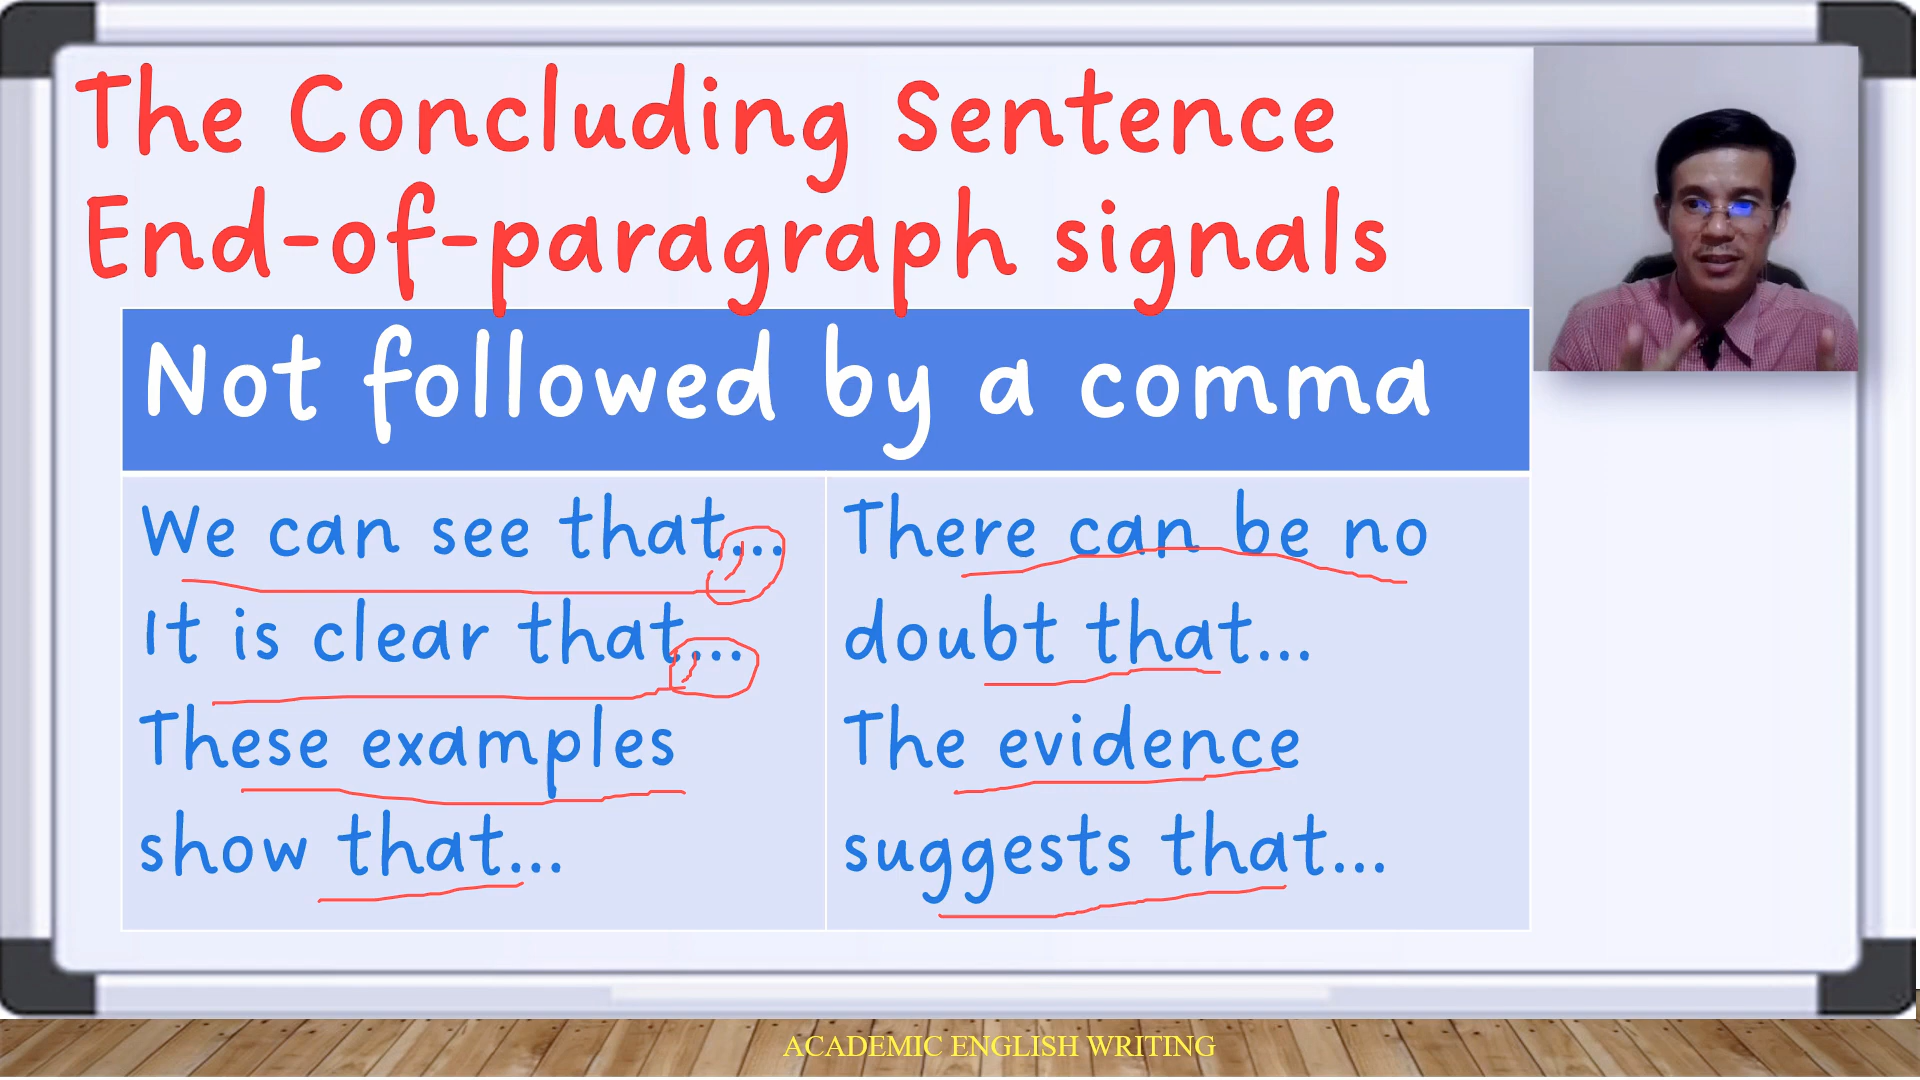 The Concluding Sentence
End-of-paragraph signals
Not followed by a comma
We can see that...
It is clear that...
These examples
show that...
There can be no
doubt that...
The evidence
suggests that...
ACADEMIC ENGLISH WRITING